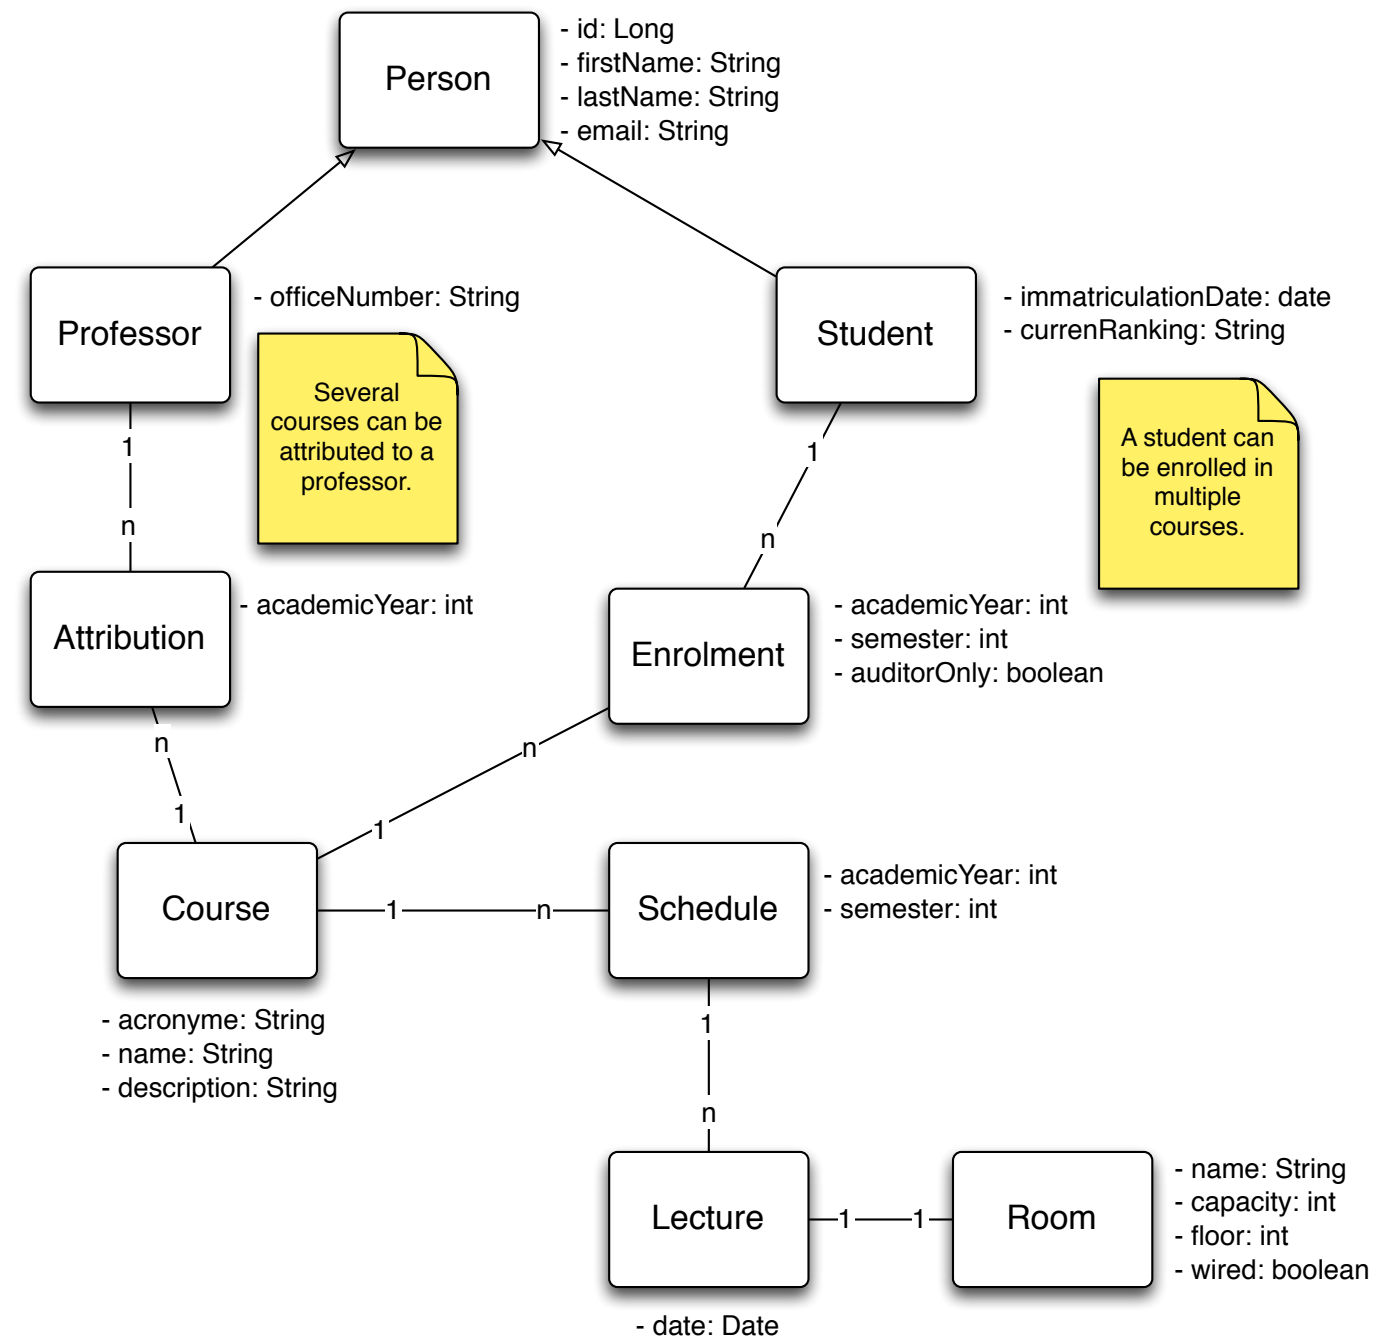 Person
- id: Long
- firstName: String
- lastName: String
- email: String
Professor
- officeNumber: String
Several
courses can be
attributed to a
professor.
Student
- immatriculationDate: date
- currenRanking: String
A student can
be enrolled in
multiple
courses.
1
n
1
n
Attribution
- academicYear: int
Enrolment
- academicYear: int
- semester: int
- auditorOnly: boolean
n
1
n
1
Course
- acronyme: String
- name: String
- description: String
1
n
Schedule
- academicYear: int
- semester: int
1
n
Lecture
- date: Date
1
1
Room
- name: String
- capacity: int
- floor: int
- wired: boolean